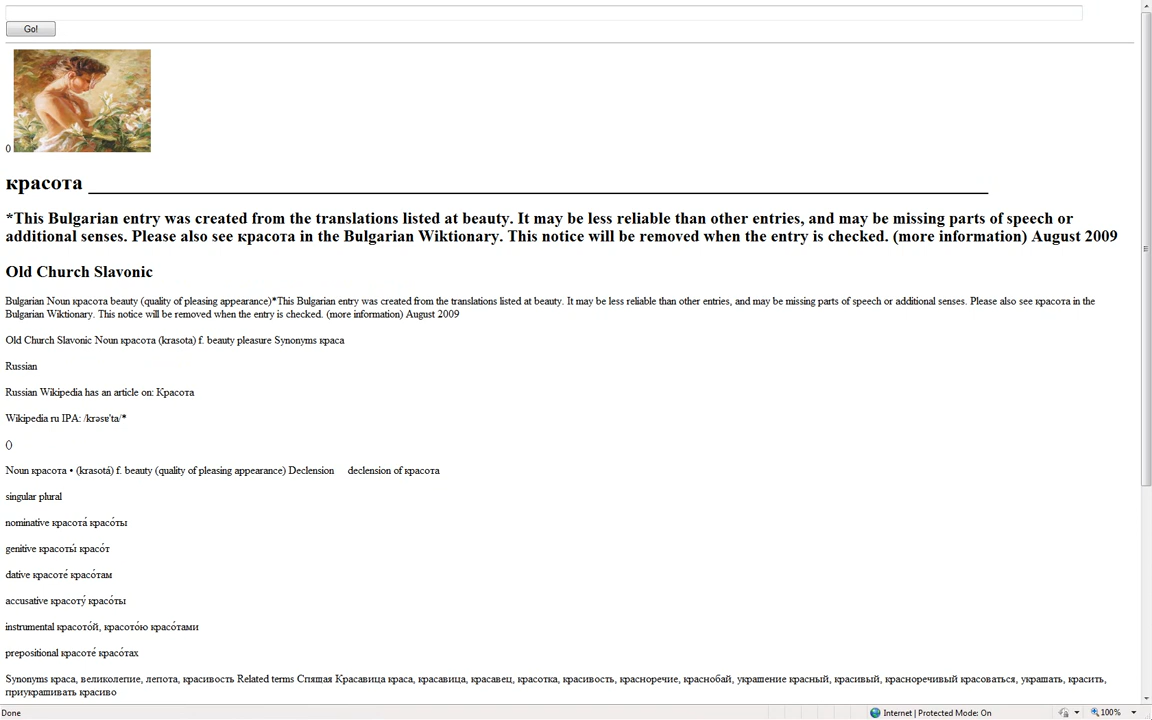 Go!
0
красота ____________________________________________________________________________________
*This Bulgarian entry was created from the translations listed at beauty. It may be less reliable than other entries, and may be missing parts of speech or
additional senses. Please also see красота in the Bulgarian Wiktionary. This notice will be removed when the entry is checked. (more information) August 2009
Old Church Slavonic
Bulgarian Noun красота beauty (quality of pleasing appearance)*This Bulgarian entry was created from the translations listed at beauty. It may be less reliable than other entries, and may be missing parts of speech or additional senses. Please also see красота in the
Bulgarian Wiktionary. This notice will be removed when the entry is checked. (more information) August 2009
Old Church Slavonic Noun красота (krasota) f. beauty pleasure Synonyms краса
Russian
Russian Wikipedia has an article on: Красота
Wikipedia ru IPA: /krəsɐ'ta/*
()
Noun красота • (krasotá) f. beauty (quality of pleasing appearance) Declension declension of красота
singular plural
nominative красота́ красо́ты
genitive красоты́ красо́т
dative красоте́ красо́там
accusative красоту́ красо́ты
instrumental красото́й, красото́ю красо́тами
prepositional красоте́ красо́тах
Synonyms краса, великолепие, лепота, красивость Related terms Спящая Красавица краса, красавица, красавец, красотка, красивость, красноречие, краснобай, украшение красный, красивый, красноречивый красоваться, украшать, красить,
приукрашивать красиво
Done
Internet | Protected Mode: On
100%